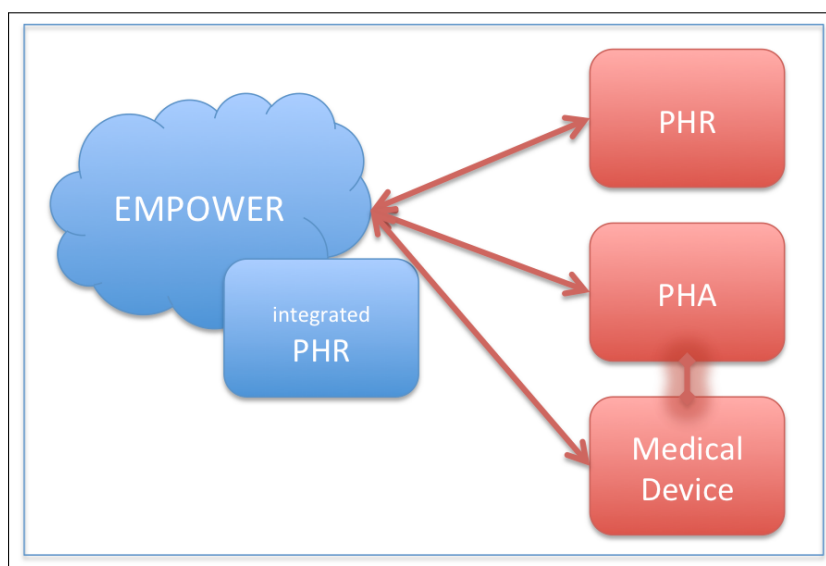 EMPOWER
integrated
PHR
PHR
PHA
Medical
Device